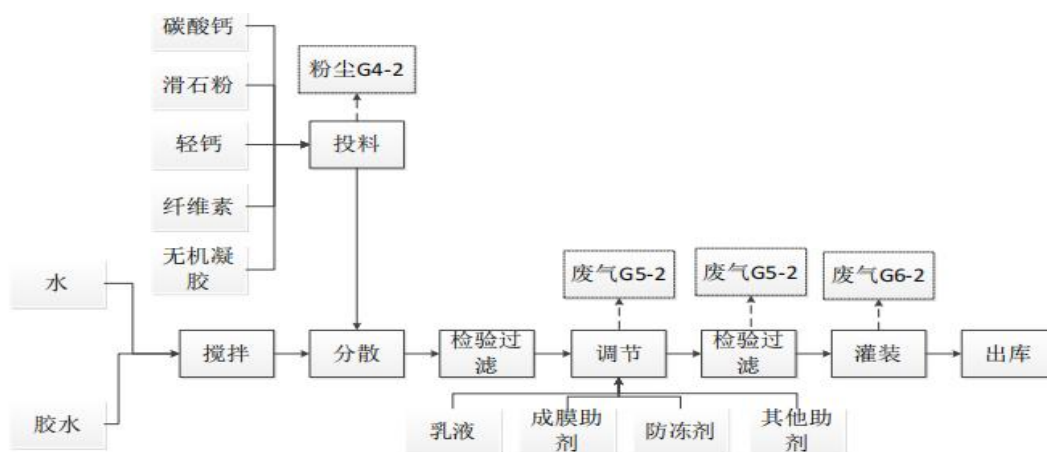 碳酸钙
滑石粉
轻钙
纤维素
无机凝
胶
粉尘G4-2
投料
水
胶水
废气G5-2
废气G5-2
废气G6-2
搅拌
分散
检验过
滤
调节
检验过
滤
灌装
出库
乳液
成膜助
剂
防冻剂
其他助
剂